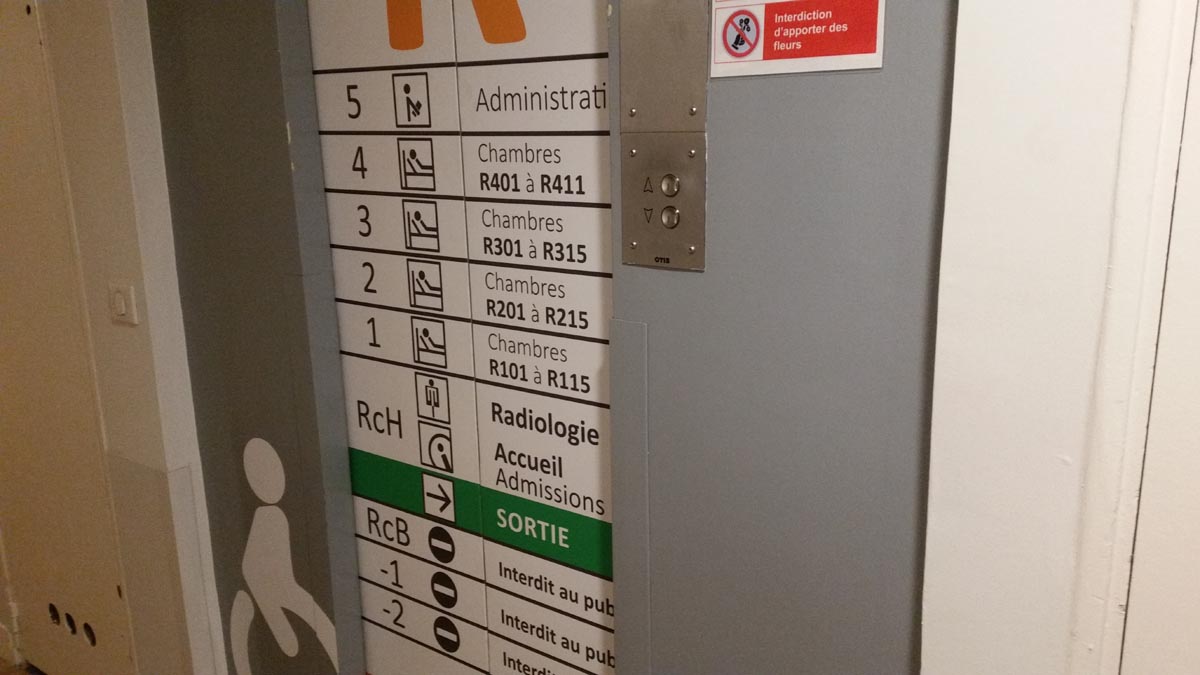 R
5 Administrati
4 Chambres
R401 à R411
3 Chambres
R301 à R315
2 Chambres
R201 à R215
1 Chambres
R101 à R115
RcH Radiologie
Accueil
Admissions
SORTIE
RcB Interdit au pub
-1 Interdit au pub
-2 Interdit
OTIS
Interdiction
d'apporter des
fleurs